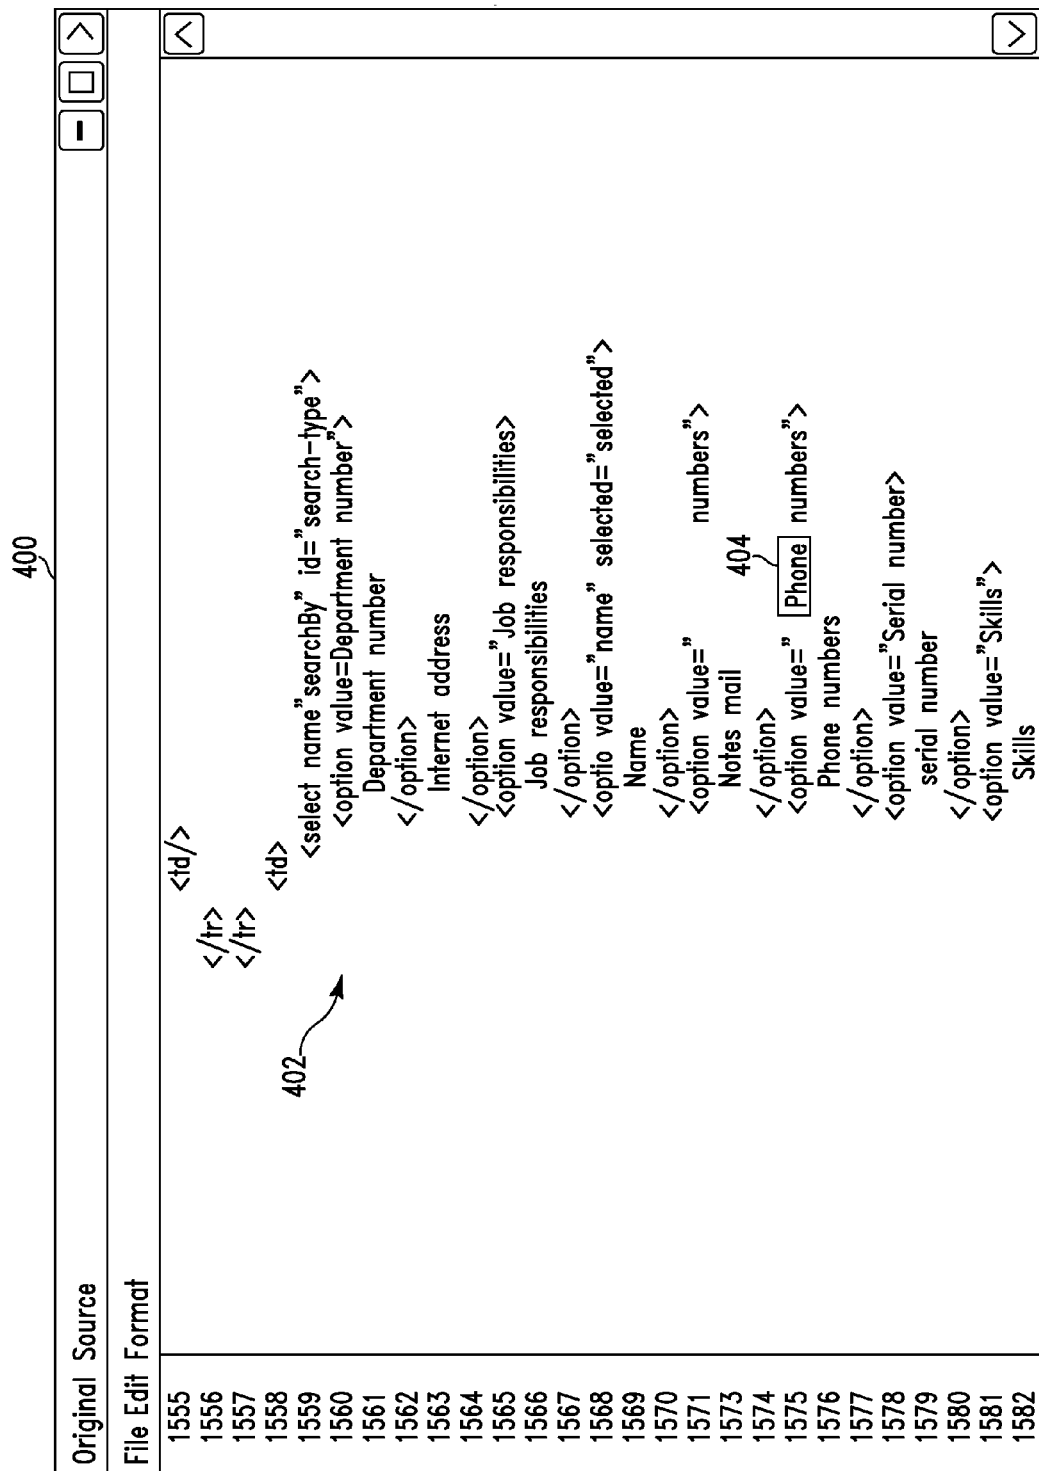 400
Original Source
File Edit Format
1555 <td/>
1556 </tr>
1557 </tr>
1558 <td>
1559 <select name"searchBy" id="search-type">
1560 <option value=Department number">
1561 Department number
1562 </option>
1563 Internet address
1564 </option>
1565 <option value="Job responsibilities>
1566 Job responsibilities
1567 </option>
1568 <optio value="name" selected="selected">
1569 Name
1570 </option>
1571 <option value=" numbers">
1573 Notes mail
1574 </option>
1575 <option value=" Phone numbers">
1576 Phone numbers
1577 </option>
1578 <option value="Serial number>
1579 serial number
1580 </option>
1581 <option value="Skills">
1582 Skills
402
404